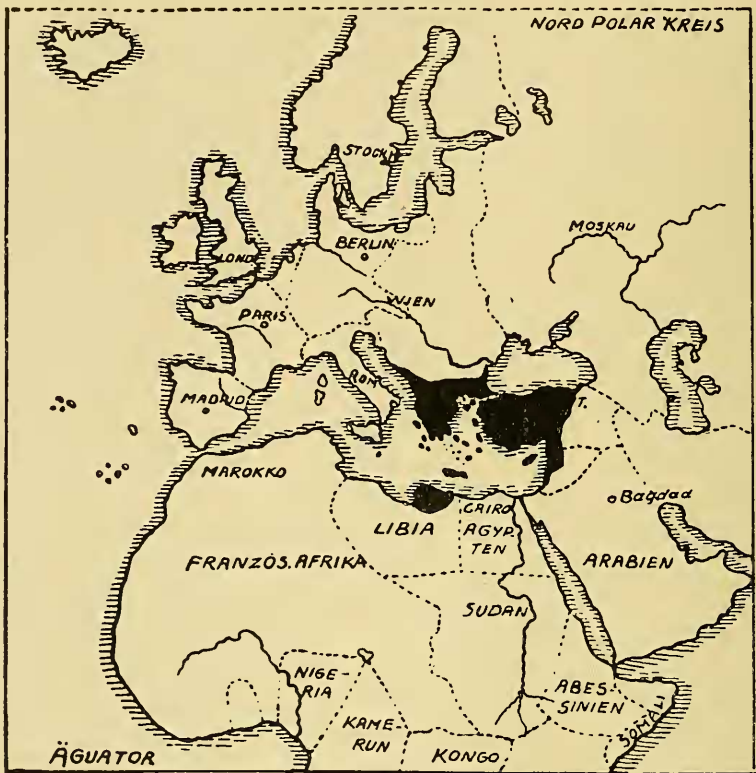 NORD POLAR KREIS
STOCKH
MOSKAU
BERLIN
LOND
WIEN
PARIS
ROM
MADRID
T.
MAROKKO
Bagdad
CAIRO
LIBIA
ÄGYP-
TEN
FRANZÖS. AFRIKA
ARABIEN
SUDAN
NIGE-
RIA
ABES-
SINIEN
SOMALI
KAME
RUN
KONGO
ÄGUATOR